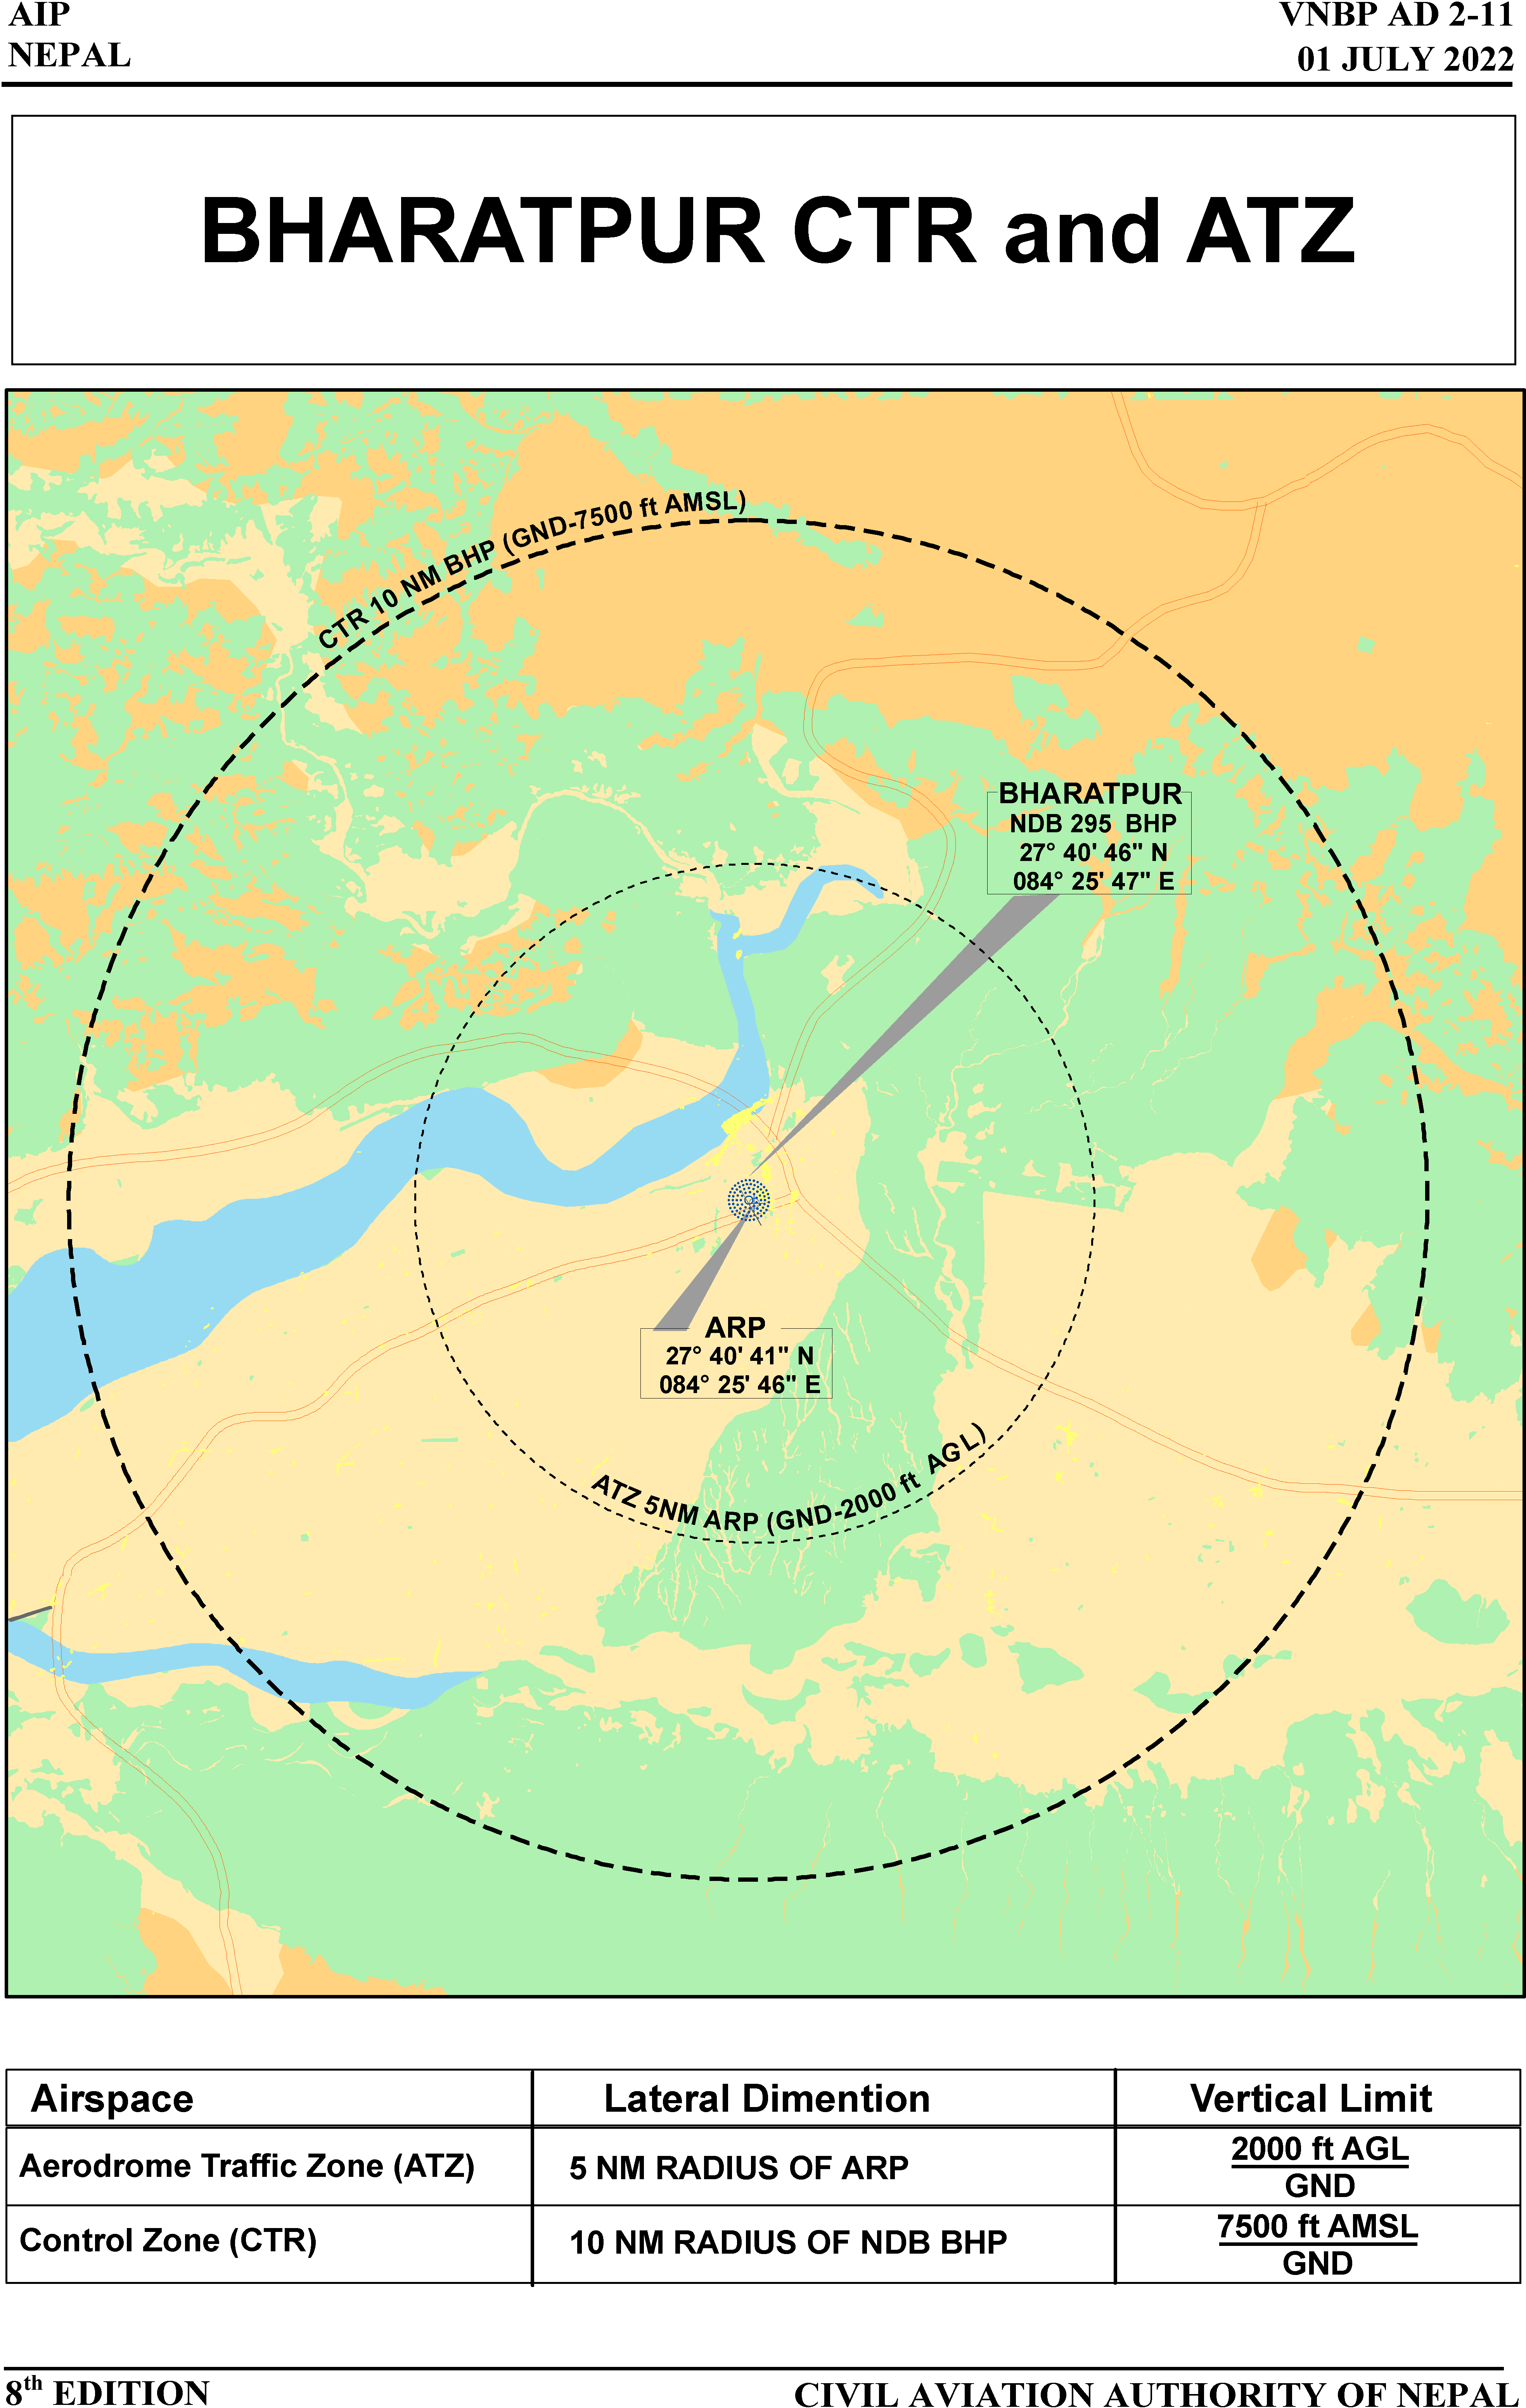 AIP
NEPAL
VNBP AD 2-11
01 JULY 2022
BHARATPUR CTR and ATZ
CTR 10 NM BHP (GND-7500 ft AMSL)
BHARATPUR
NDB 295 BHP
27° 40' 46" N
084° 25' 47" E
ARP
27° 40' 41" N
084° 25' 46" E
ATZ 5NM ARP (GND-2000 ft AGL)
Airspace Lateral Dimention Vertical Limit
Aerodrome Traffic Zone (ATZ) 5 NM RADIUS OF ARP 2000 ft AGL
GND
Control Zone (CTR) 10 NM RADIUS OF NDB BHP 7500 ft AMSL
GND
8th EDITION
CIVIL AVIATION AUTHORITY OF NEPAL